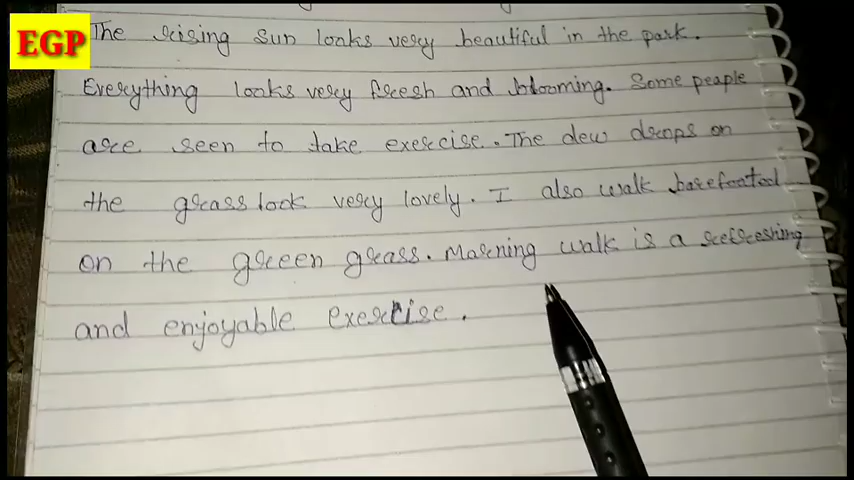 EGP
The rising sun looks very beautiful in the park.
Everything looks very fresh and blooming. Some people
are seen to take exercise. The dew drops on
the grass look very lovely. I also walk barefooted
on the green grass. Morning walk is a refreshing
and enjoyable exercise.